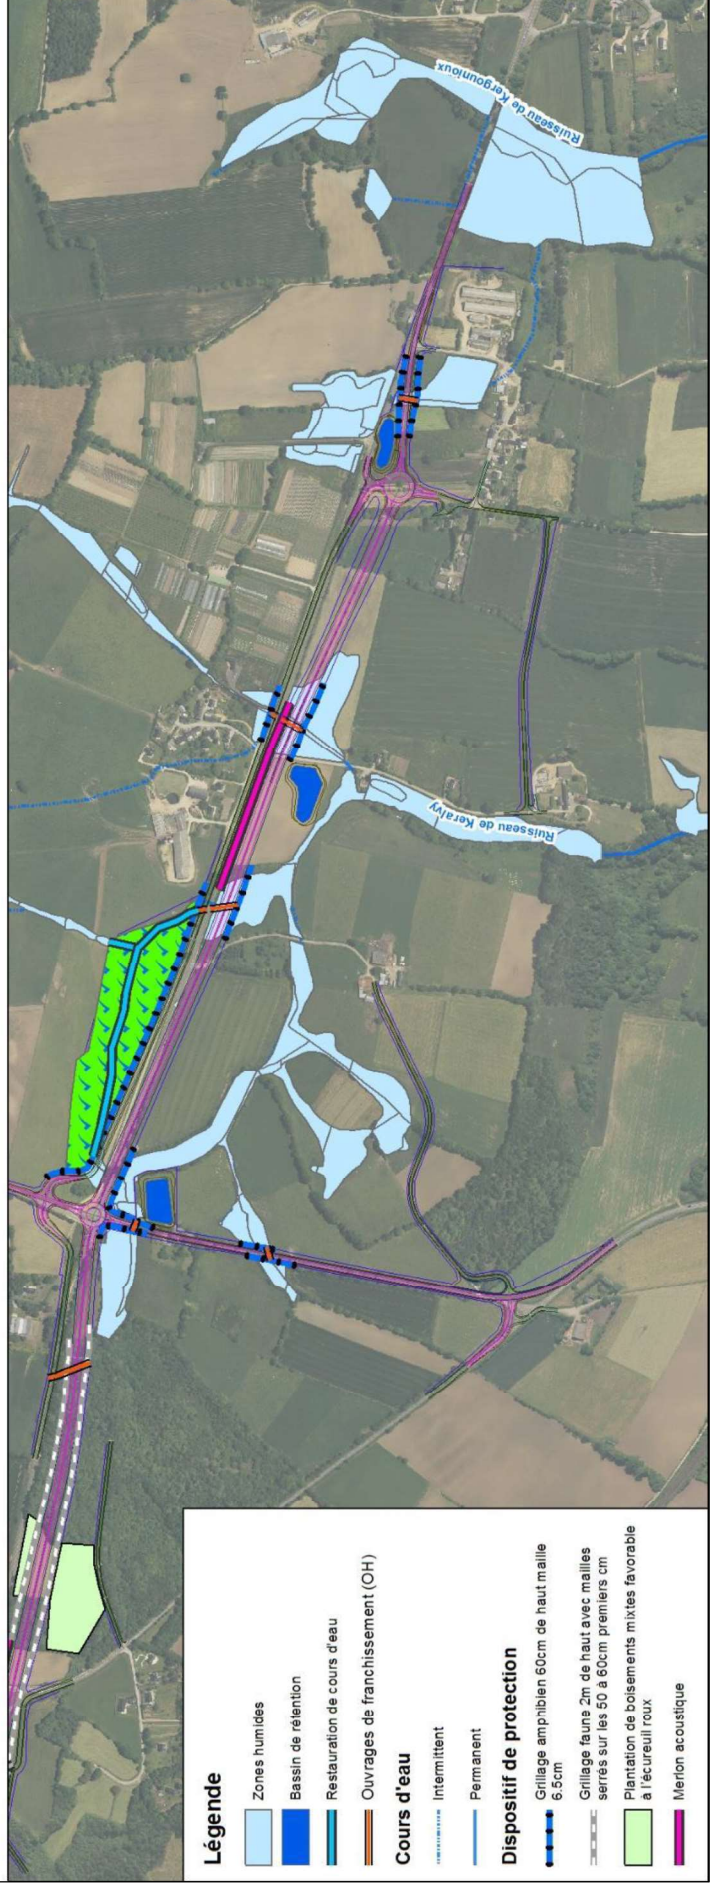 Ruisseau de Kergounioux
Ruisseau de Keralvy
Légende
Zones humides
Bassin de rétention
Restauration de cours d'eau
Ouvrages de franchissement (OH)
Cours d'eau
Intermittent
Permanent
Dispositif de protection
Grillage amphibien 60cm de haut maille
6.5cm
Grillage faune 2m de haut avec mailles
serrés sur les 50 à 60cm premiers cm
Plantation de boisements mixtes favorable
à l'écureuil roux
Merlon acoustique